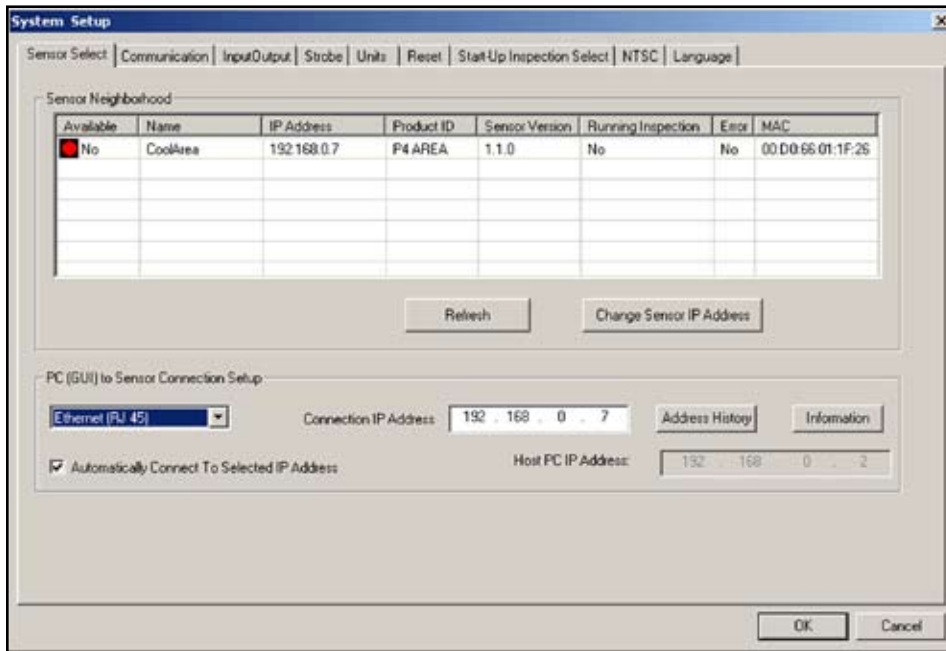 System Setup
Sensor Select Communication InputOutput Strobe Units Reset Start-Up Inspection Select NTSC Language
Sensor Neighborhood
Available Name IP Address Product ID Sensor Version Running Inspection Error MAC
No CoolArea 192.168.0.7 P4 AREA 1.1.0 No No 00:D0:66:01:1F:26
Refresh Change Sensor IP Address
PC (GUI) to Sensor Connection Setup
Ethernet (RJ 45) Connection IP Address 192 . 168 . 0 . 7 Address History Information
Automatically Connect To Selected IP Address Host PC IP Address: 192 . 168 . 0 . 2
OK Cancel